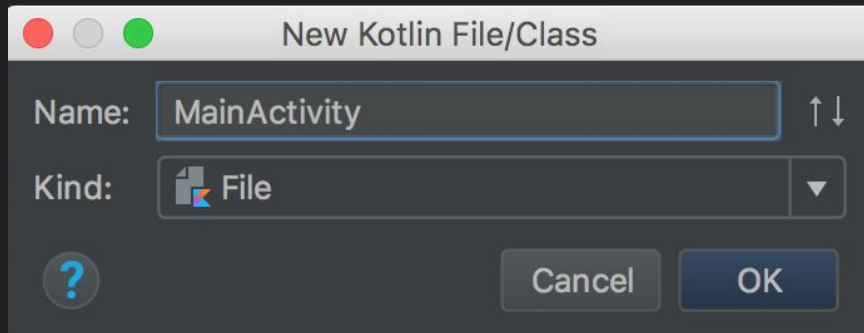 New Kotlin File/Class
Name: MainActivity
Kind: File
? Cancel OK